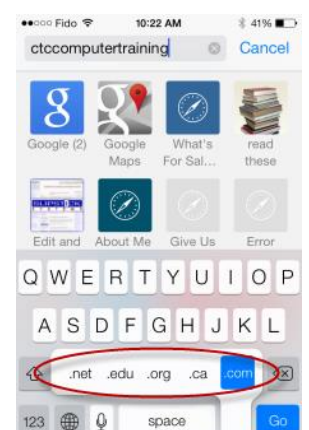 Fido 10:22 AM 41%
ctccomputertraining Cancel
Google (2) Google Maps What's For Sal... read these
Edit and About Me Give Us Error
Q W E R T Y U I O P
A S D F G H J K L
.net .edu .org .ca .com
123 space Go